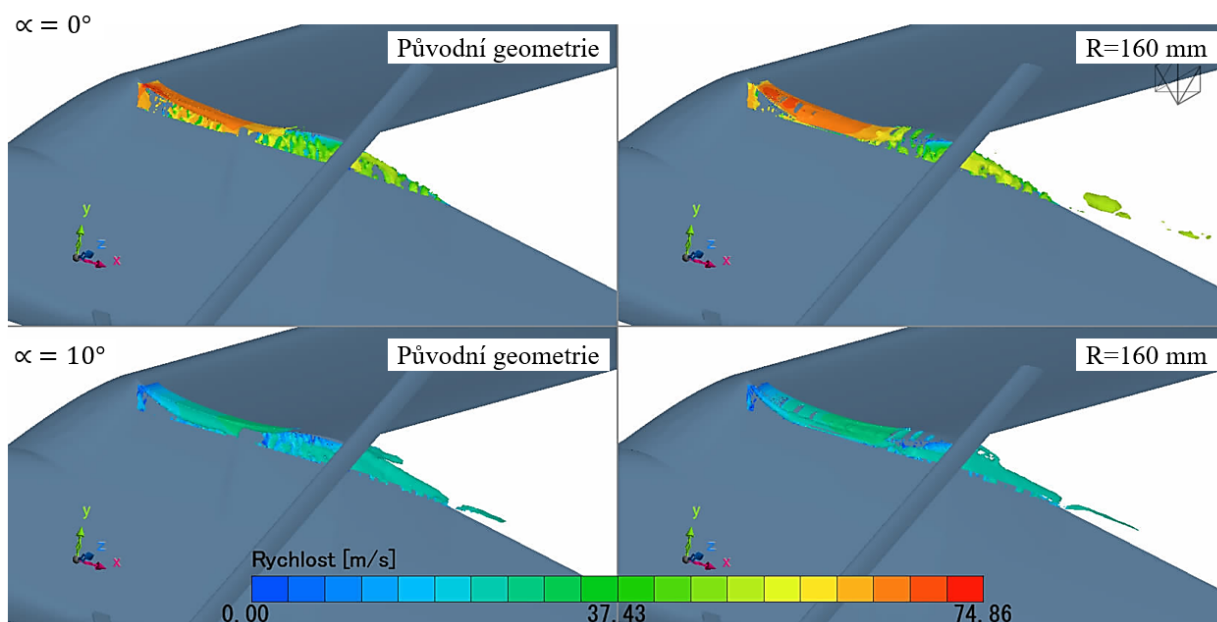 ∝ = 0°
Původní geometrie
R=160 mm
y
z
x
y
z
x
∝ = 10°
Původní geometrie
R=160 mm
y
z
x
y
z
x
Rychlost [m/s]
0.00 37.43 74.86